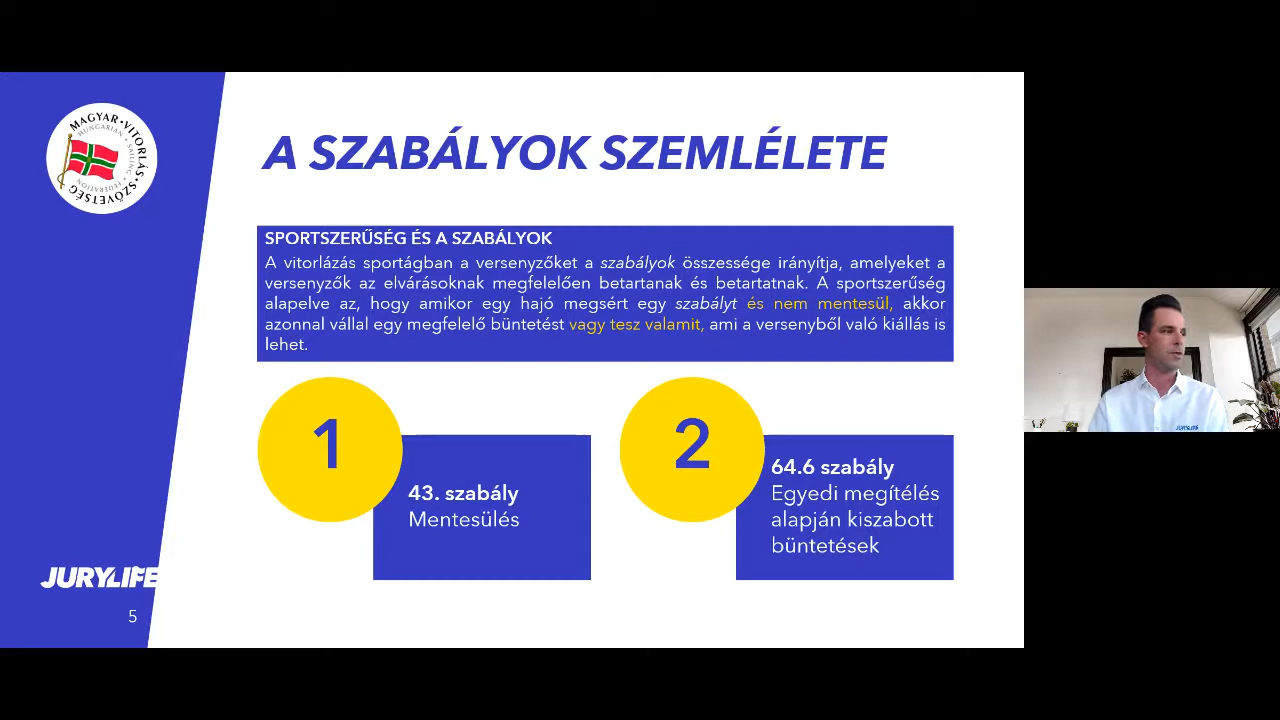 MAGYAR • VITORLÁS • SZÖVETSÉG
HUNGARIAN • SAILING • FEDERATION
A SZABÁLYOK SZEMLÉLETE
SPORTSZERŰSÉG ÉS A SZABÁLYOK
A vitorlázás sportágban a versenyzőket a szabályok összessége irányítja, amelyeket a
versenyzők az elvárásoknak megfelelően betartanak és betartatnak. A sportszerűség
alapelve az, hogy amikor egy hajó megsért egy szabályt és nem mentesül, akkor
azonnal vállal egy megfelelő büntetést vagy tesz valamit, ami a versenyből való kiállás is
lehet.
1
43. szabály
Mentesülés
2
64.6 szabály
Egyedi megítélés
alapján kiszabott
büntetések
JURYLIFE
5
JURYLIFE